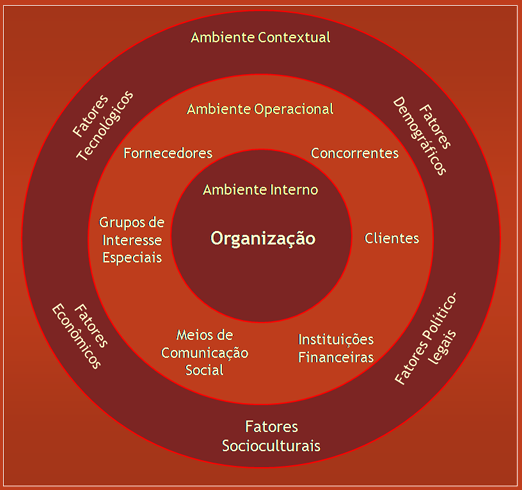 Ambiente Contextual
Fatores
Tecnológicos
Fatores
Demográficos
Ambiente Operacional
Fornecedores
Concorrentes
Ambiente Interno
Organização
Grupos de
Interesse
Especiais
Clientes
Fatores
Econômicos
Meios de
Comunicação
Social
Instituições
Financeiras
Fatores Político-
legais
Fatores
Socioculturais